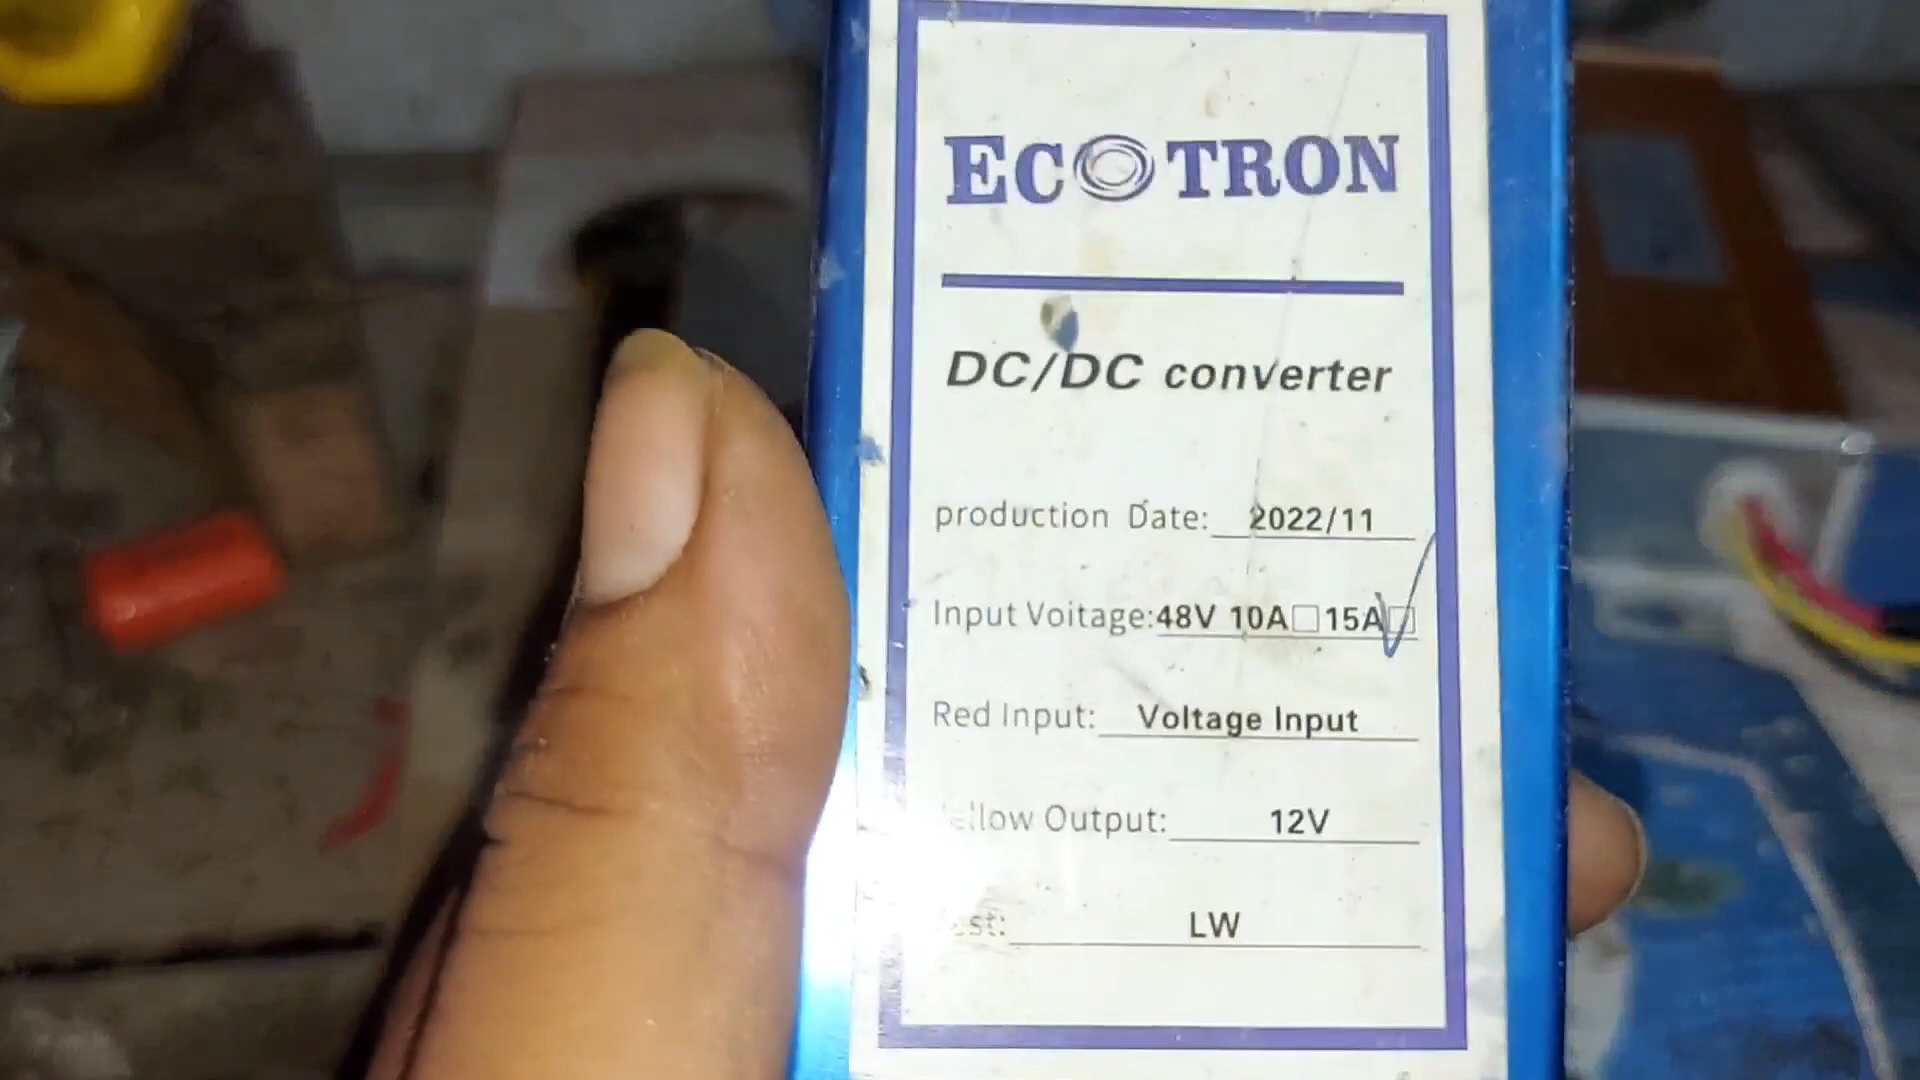 ECOTRON
DC/DC converter
production Date: 2022/11
Input Voitage:48V 10A□15A□
Red Input: Voltage Input
Output: 12V
LW